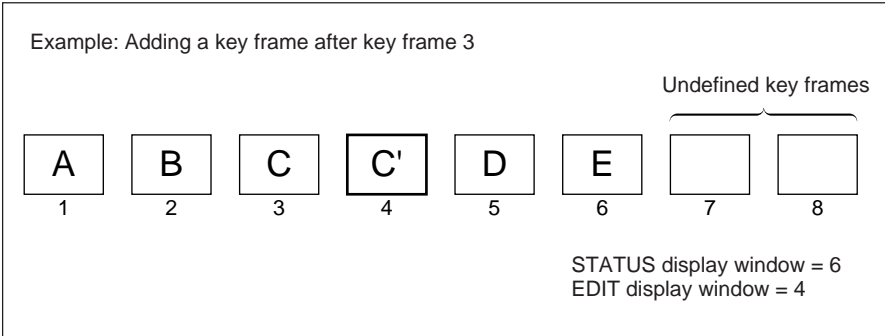 Example: Adding a key frame after key frame 3
Undefined key frames
A B C C' D E
1 2 3 4 5 6 7 8
STATUS display window = 6
EDIT display window = 4